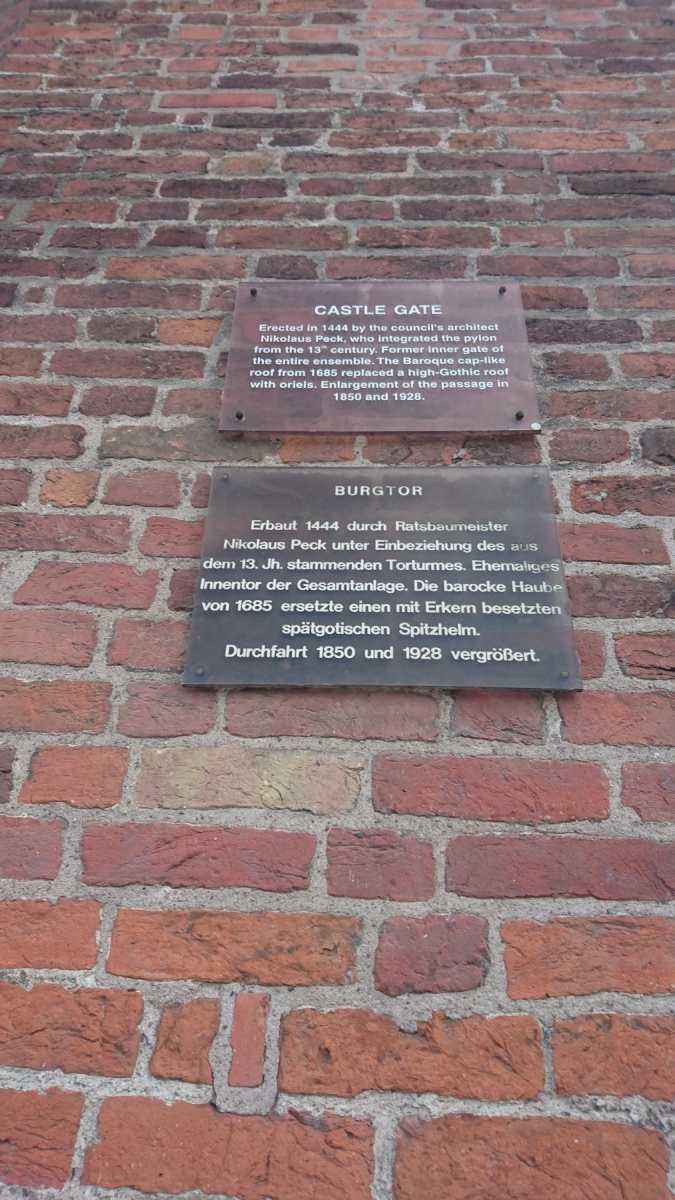 CASTLE GATE
Erected in 1444 by the council's architect
Nikolaus Peck, who integrated the pylon
from the 13th century. Former inner gate of
the entire ensemble. The Baroque cap-like
roof from 1685 replaced a high-Gothic roof
with oriels. Enlargement of the passage in
1850 and 1928.
BURGTOR
Erbaut 1444 durch Ratsbaumeister
Nikolaus Peck unter Einbeziehung des aus
dem 13. Jh. stammenden Torturmes. Ehemaliges
Innentor der Gesamtanlage. Die barocke Haube
von 1685 ersetzte einen mit Erkern besetzten
spätgotischen Spitzhelm.
Durchfahrt 1850 und 1928 vergrößert.